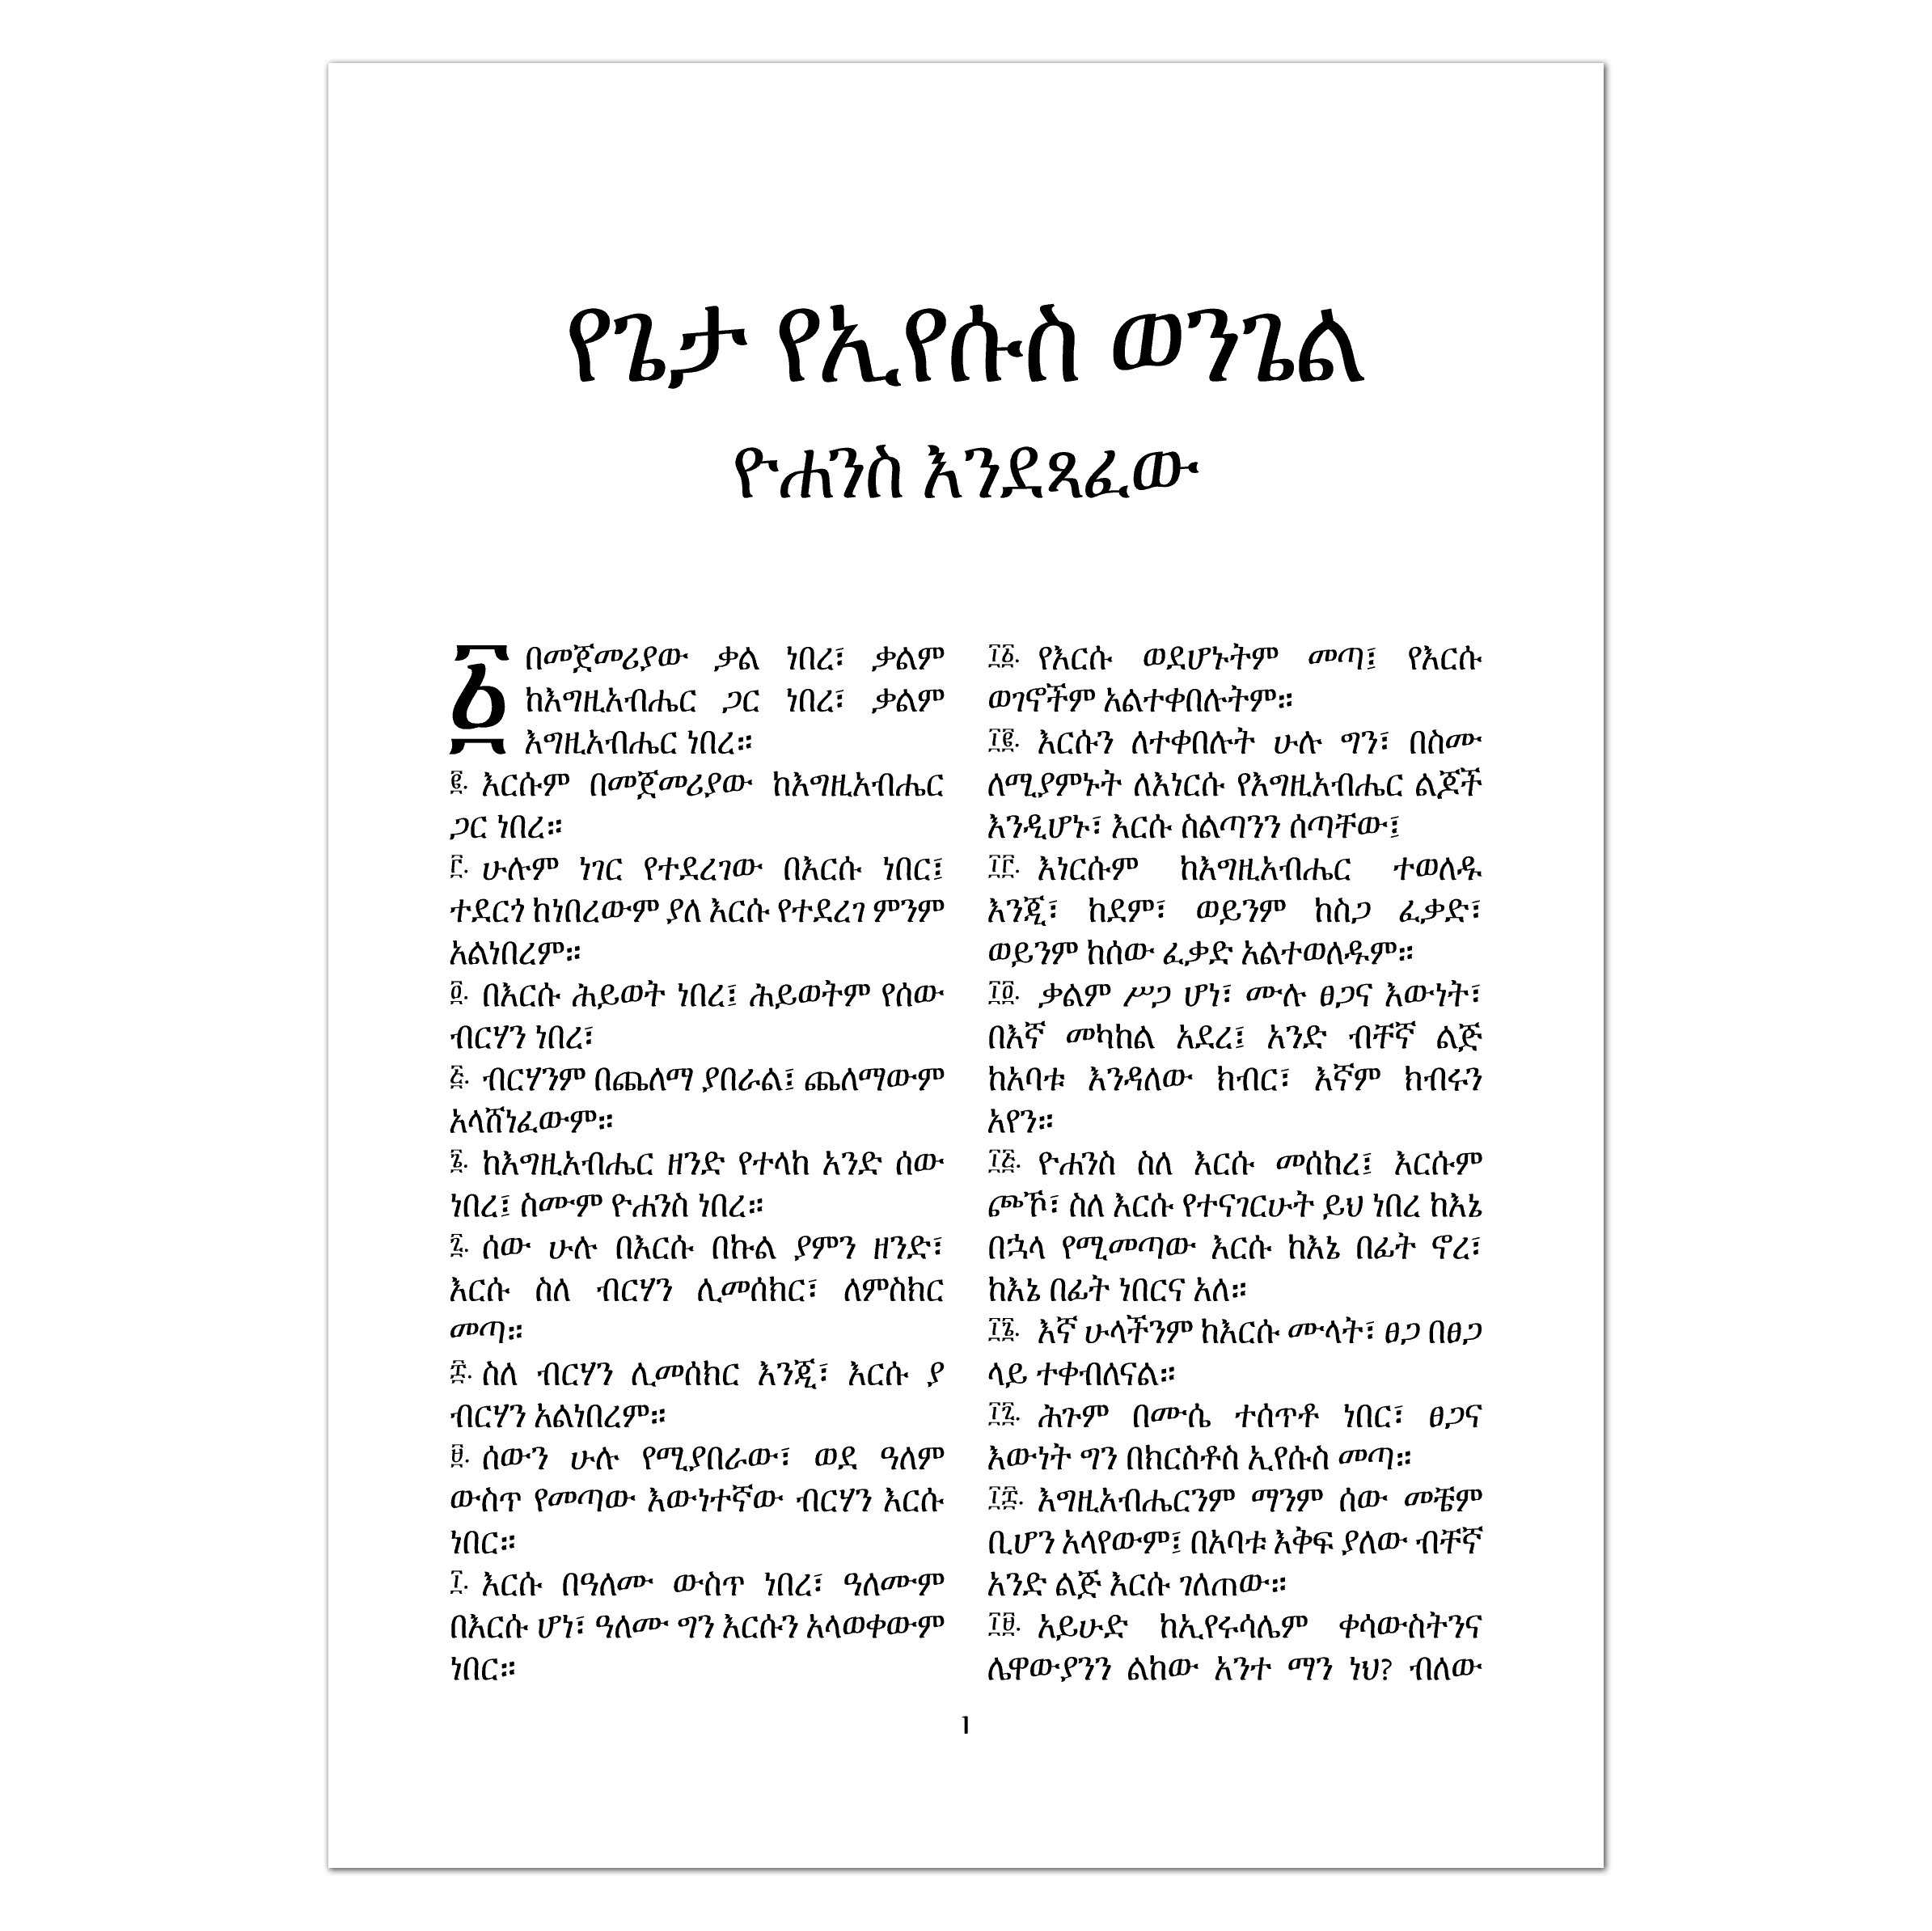 የጌታ የኢየሱስ ወንጌል
ዮሐንስ እንደጻፈው
፩ በመጀመሪያው ቃል ነበረ፣ ቃልም
ከእግዚአብሔር ጋር ነበረ፣ ቃልም
እግዚአብሔር ነበረ።
፪. እርሱም በመጀመሪያው ከእግዚአብሔር
ጋር ነበረ።
፫. ሁሉም ነገር የተደረገው በእርሱ ነበር፤
ተደርጎ ከነበረውም ያለ እርሱ የተደረገ ምንም
አልነበረም።
፬. በእርሱ ሕይወት ነበረ፤ ሕይወትም የሰው
ብርሃን ነበረ፣
፭. ብርሃንም በጨለማ ያበራል፤ ጨለማውም
አላሸነፈውም።
፮. ከእግዚአብሔር ዘንድ የተላከ አንድ ሰው
ነበረ፤ ስሙም ዮሐንስ ነበረ።
፯. ሰው ሁሉ በእርሱ በኩል ያምን ዘንድ፣
እርሱ ስለ ብርሃን ሊመሰክር፣ ለምስክር
መጣ።
፰. ስለ ብርሃን ሊመሰክር እንጂ፣ እርሱ ያ
ብርሃን አልነበረም።
፱. ሰውን ሁሉ የሚያበራው፣ ወደ ዓለም
ውስጥ የመጣው እውነተኛው ብርሃን እርሱ
ነበር።
፲. እርሱ በዓለሙ ውስጥ ነበረ፣ ዓለሙም
በእርሱ ሆነ፣ ዓለሙ ግን እርሱን አላወቀውም
ነበር።
፲፩. የእርሱ ወደሆኑትም መጣ፤ የእርሱ
ወገኖችም አልተቀበሉትም።
፲፪. እርሱን ለተቀበሉት ሁሉ ግን፣ በስሙ
ለሚያምኑት ለእነርሱ የእግዚአብሔር ልጆች
እንዲሆኑ፣ እርሱ ስልጣንን ሰጣቸው፤
፲፫. እነርሱም ከእግዚአብሔር ተወለዱ
እንጂ፣ ከደም፣ ወይንም ከስጋ ፈቃድ፣
ወይንም ከሰው ፈቃድ አልተወለዱም።
፲፬. ቃልም ሥጋ ሆነ፣ ሙሉ ፀጋና እውነት፣
በእኛ መካከል አደረ፤ አንድ ብቸኛ ልጅ
ከአባቱ እንዳለው ክብር፣ እኛም ክብሩን
አየን።
፲፭. ዮሐንስ ስለ እርሱ መሰከረ፤ እርሱም
ጮኾ፣ ስለ እርሱ የተናገርሁት ይህ ነበረ ከእኔ
በኋላ የሚመጣው እርሱ ከእኔ በፊት ኖረ፣
ከእኔ በፊት ነበርና አለ።
፲፮. እኛ ሁላችንም ከእርሱ ሙላት፣ ፀጋ በፀጋ
ላይ ተቀብለናል።
፲፯. ሕጉም በሙሴ ተሰጥቶ ነበር፣ ፀጋና
እውነት ግን በክርስቶስ ኢየሱስ መጣ።
፲፰. እግዚአብሔርንም ማንም ሰው መቼም
ቢሆን አላየውም፤ በአባቱ እቅፍ ያለው ብቸኛ
አንድ ልጅ እርሱ ገለጠው።
፲፱. አይሁድ ከኢየሩሳሌም ቀሳውስትንና
ሌዋውያንን ልከው አንተ ማን ነህ? ብለው
1